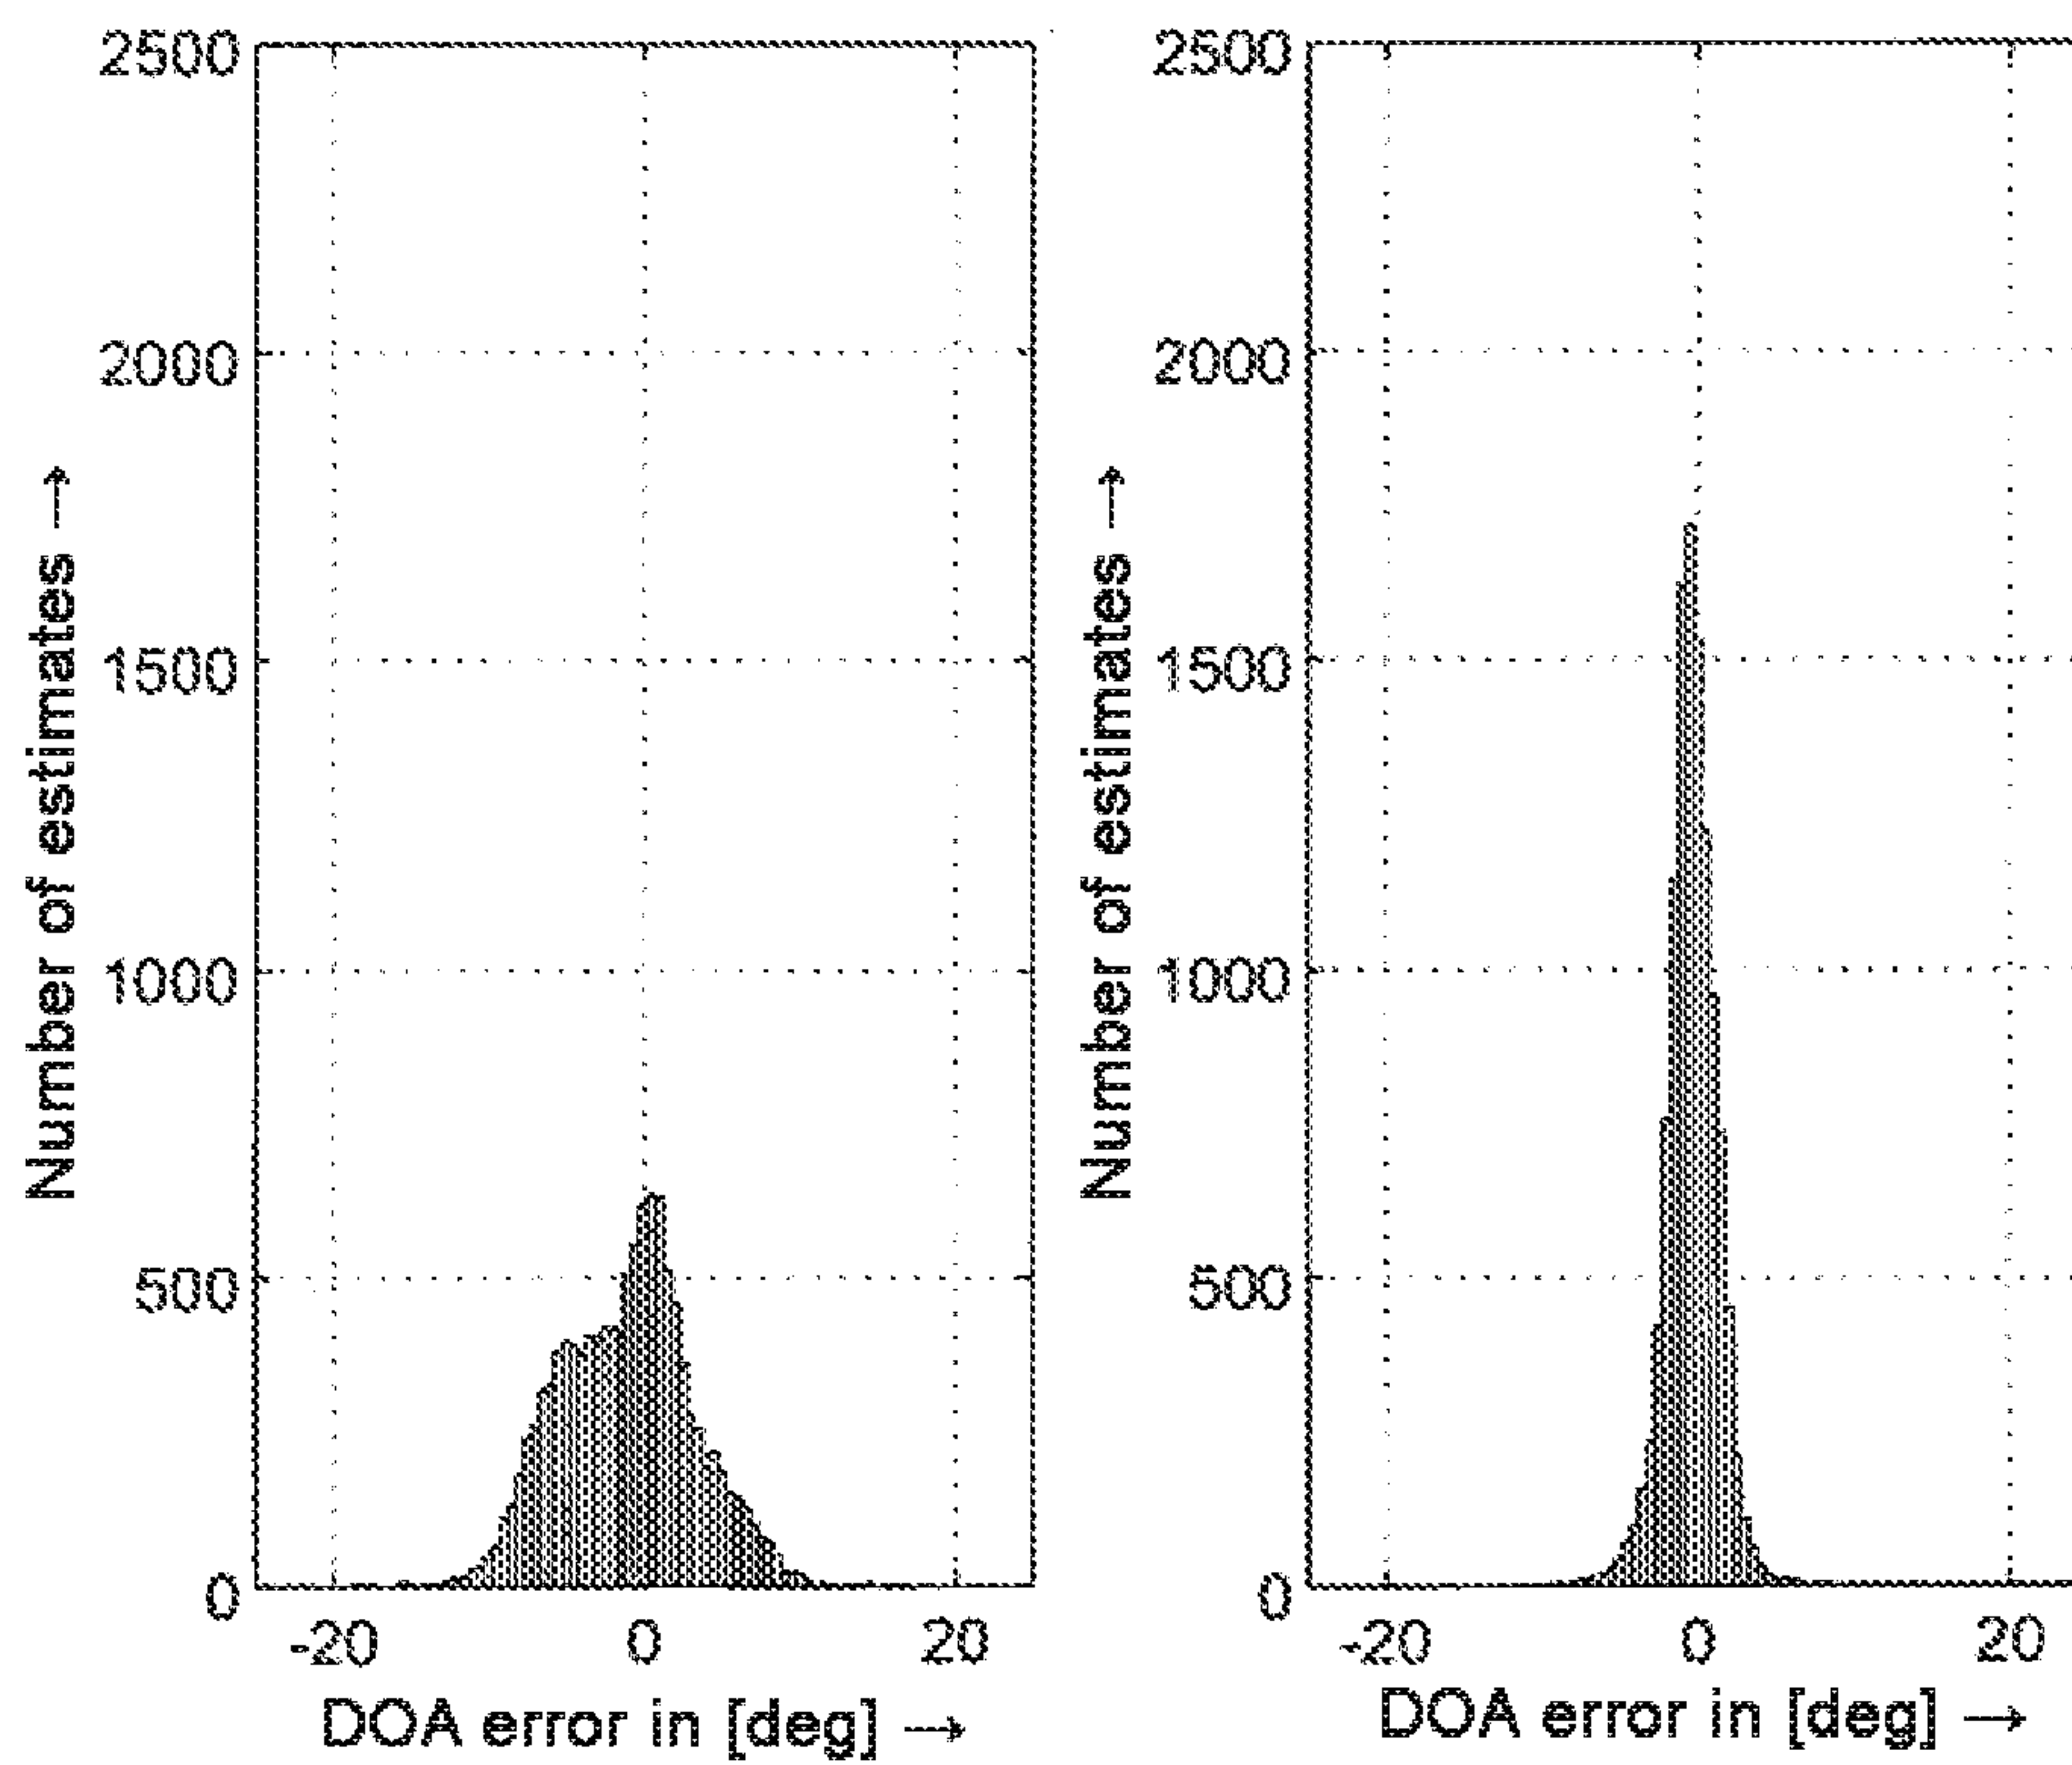 2500
2000
1500
1000
500
0
Number of estimates →
-20 0 20
DOA error in [deg] →
2500
2000
1500
1000
500
0
Number of estimates →
-20 0 20
DOA error in [deg] →